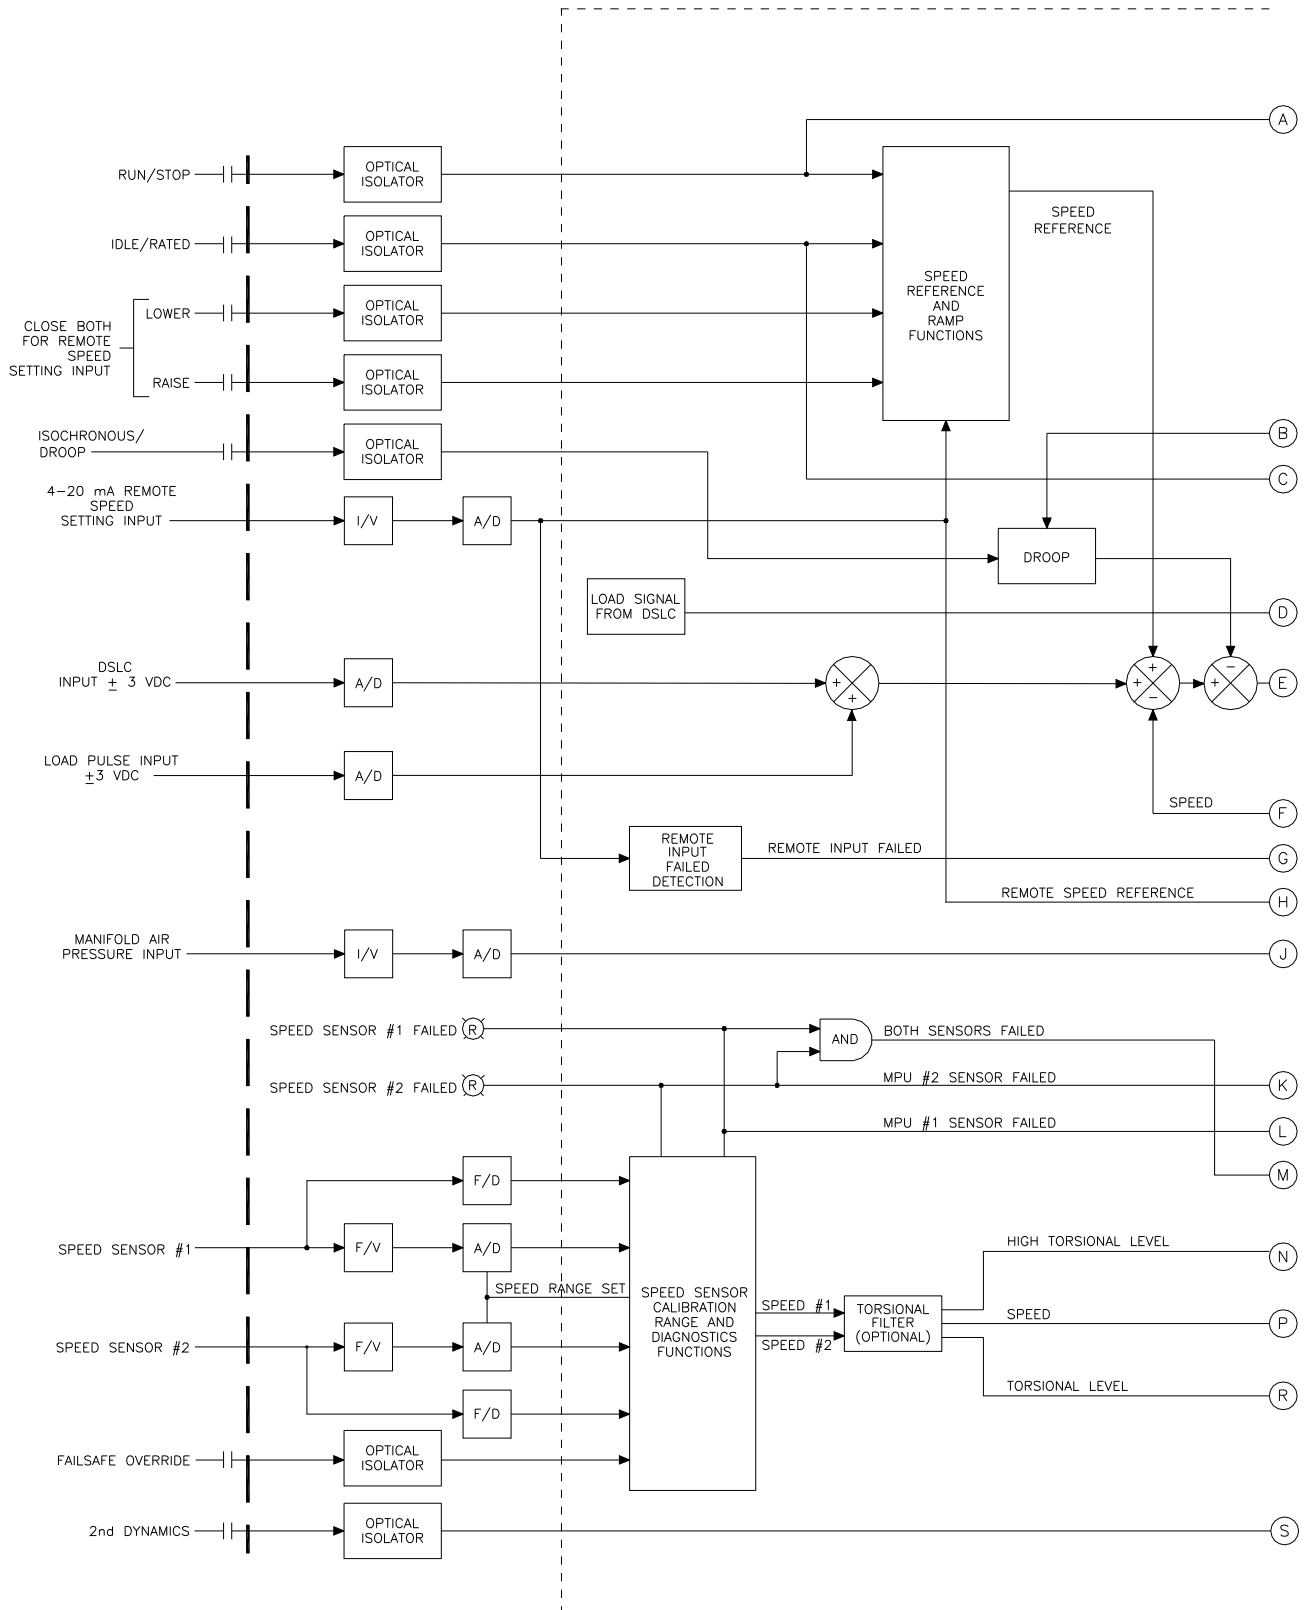 A
RUN/STOP
OPTICAL
ISOLATOR
SPEED
REFERENCE
IDLE/RATED
OPTICAL
ISOLATOR
SPEED
REFERENCE
AND
RAMP
FUNCTIONS
CLOSE BOTH
FOR REMOTE
SPEED
SETTING INPUT
LOWER
OPTICAL
ISOLATOR
RAISE
OPTICAL
ISOLATOR
ISOCHRONOUS/
DROOP
OPTICAL
ISOLATOR
B
C
4-20 mA REMOTE
SPEED
SETTING INPUT
I/V
A/D
DROOP
LOAD SIGNAL
FROM DSLC
D
DSLC
INPUT ± 3 VDC
A/D
+
+
+
+
−
−
+
E
LOAD PULSE INPUT
±3 VDC
A/D
SPEED
F
REMOTE
INPUT
FAILED
DETECTION
REMOTE INPUT FAILED
G
REMOTE SPEED REFERENCE
H
MANIFOLD AIR
PRESSURE INPUT
I/V
A/D
J
SPEED SENSOR #1 FAILED
R
AND
BOTH SENSORS FAILED
SPEED SENSOR #2 FAILED
R
MPU #2 SENSOR FAILED
K
MPU #1 SENSOR FAILED
L
M
F/D
SPEED SENSOR #1
F/V
A/D
SPEED RANGE SET
SPEED SENSOR
CALIBRATION
RANGE AND
DIAGNOSTICS
FUNCTIONS
SPEED #1
SPEED #2
TORSIONAL
FILTER
(OPTIONAL)
HIGH TORSIONAL LEVEL
N
SPEED
P
TORSIONAL LEVEL
R
SPEED SENSOR #2
F/V
A/D
F/D
FAILSAFE OVERRIDE
OPTICAL
ISOLATOR
2nd DYNAMICS
OPTICAL
ISOLATOR
S